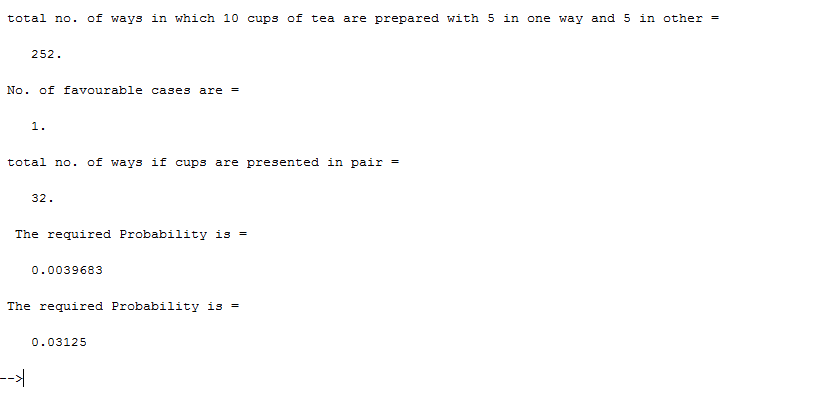 total no. of ways in which 10 cups of tea are prepared with 5 in one way and 5 in other =
252.
No. of favourable cases are =
1.
total no. of ways if cups are presented in pair =
32.
The required Probability is =
0.0039683
The required Probability is =
0.03125
-->